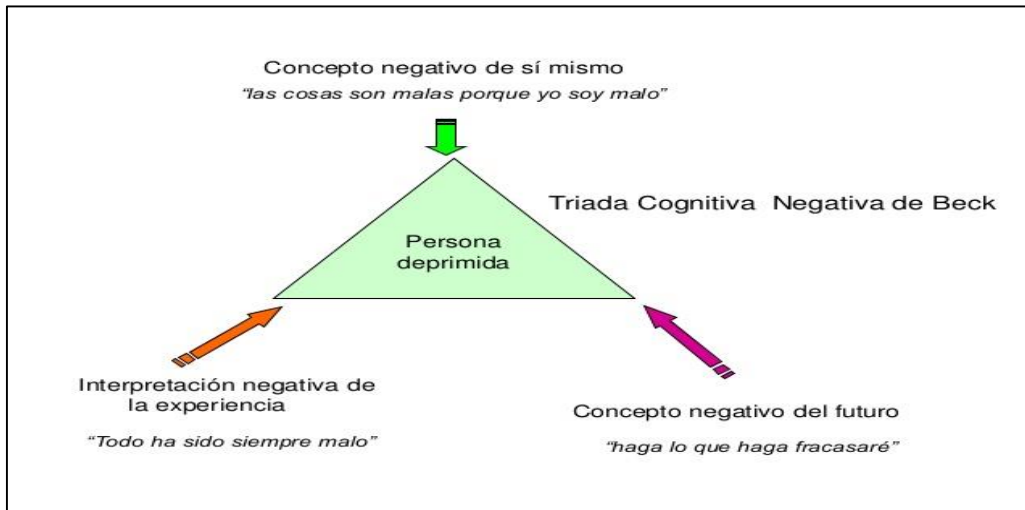 Concepto negativo de sí mismo
“las cosas son malas porque yo soy malo”
Triada Cognitiva Negativa de Beck
Persona
deprimida
Interpretación negativa de
la experiencia
“Todo ha sido siempre malo”
Concepto negativo del futuro
“haga lo que haga fracasaré”